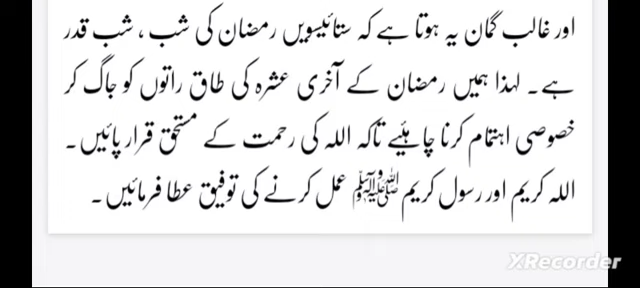 اور غالب گمان یہ ہوتا ہے کہ ستائیسویں رمضان کی شب ، شب قدر
ہے۔ لہذا ہمیں رمضان کے آخری عشرہ کی طاق راتوں کو جاگ کر
خصوصی اہتمام کرنا چاہئیے تاکہ اللہ کی رحمت کے مستحق قرار پائیں۔
اللہ کریم اور رسول کریم ﷺ عمل کرنے کی توفیق عطا فرمائیں۔
XRecorder